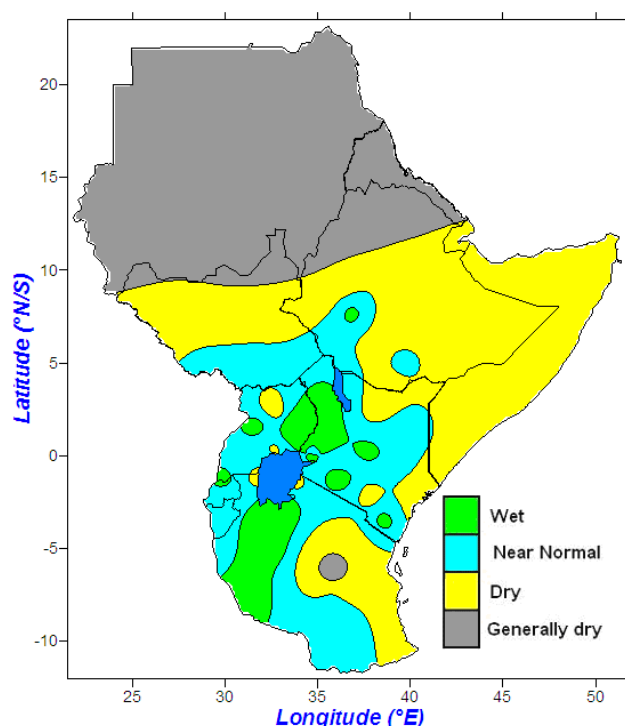 20
15
10
5
0
-5
-10
Latitude (°N/S)
Wet
Near Normal
Dry
Generally dry
25 30 35 40 45 50
Longitude (°E)